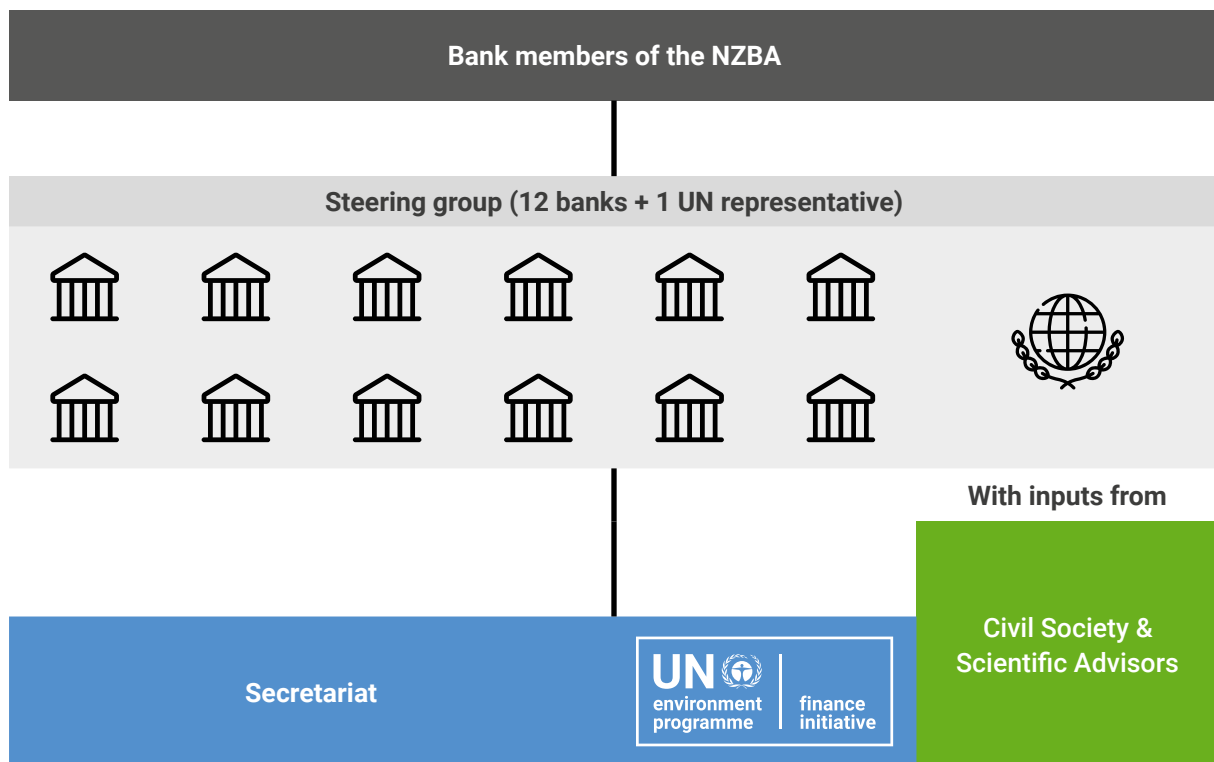 Bank members of the NZBA
Steering group (12 banks + 1 UN representative)
With inputs from
Civil Society &
Scientific Advisors
Secretariat
UN
environment
programme
finance
initiative